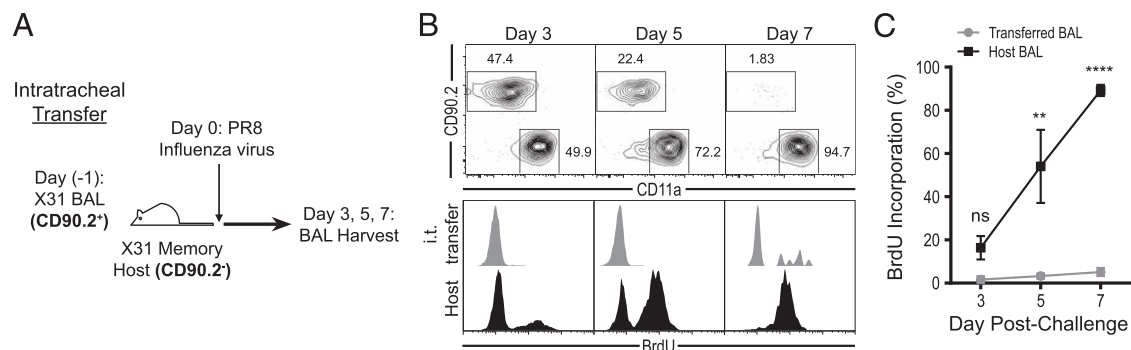 A
Intratracheal
Transfer
Day 0: PR8
Influenza virus
Day (-1):
X31 BAL
(CD90.2+)
X31 Memory
Host (CD90.2-)
Day 3, 5, 7:
BAL Harvest
B
Day 3 Day 5 Day 7
CD90.2
47.4 22.4 1.83
49.9 72.2 94.7
CD11a
i.t.
transfer
Host
BrdU
C
Transferred BAL
Host BAL
BrdU Incorporation (%)
100
80
60
40
20
0
ns
**
****
3 5 7
Day Post-Challenge